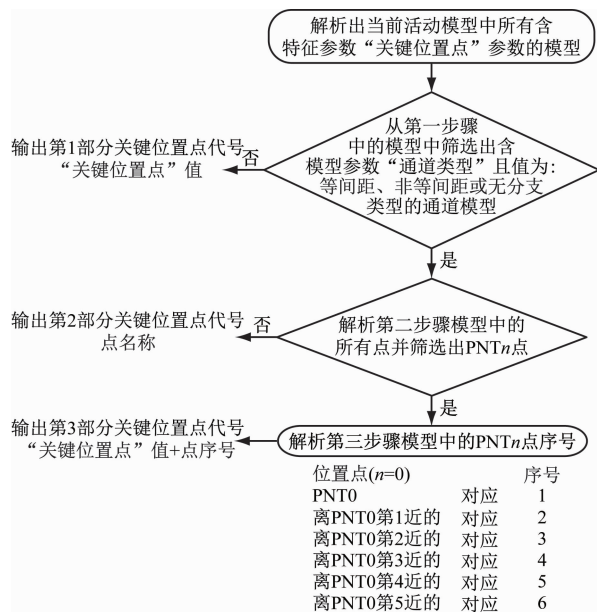 解析出当前活动模型中所有含
特征参数“关键位置点”参数的模型
从第一步骤
中的模型中筛选出含
模型参数“通道类型”且值为：
等间距、非等间距或无分支
类型的通道模型
否
输出第1部分关键位置点代号
“关键位置点”值
是
解析第二步骤模型中的
所有点并筛选出PNTn点
否
输出第2部分关键位置点代号
点名称
是
解析第三步骤模型中的PNTn点序号
输出第3部分关键位置点代号
“关键位置点”值+点序号
位置点(n=0) 序号
PNT0 对应 1
离PNT0第1近的 对应 2
离PNT0第2近的 对应 3
离PNT0第3近的 对应 4
离PNT0第4近的 对应 5
离PNT0第5近的 对应 6